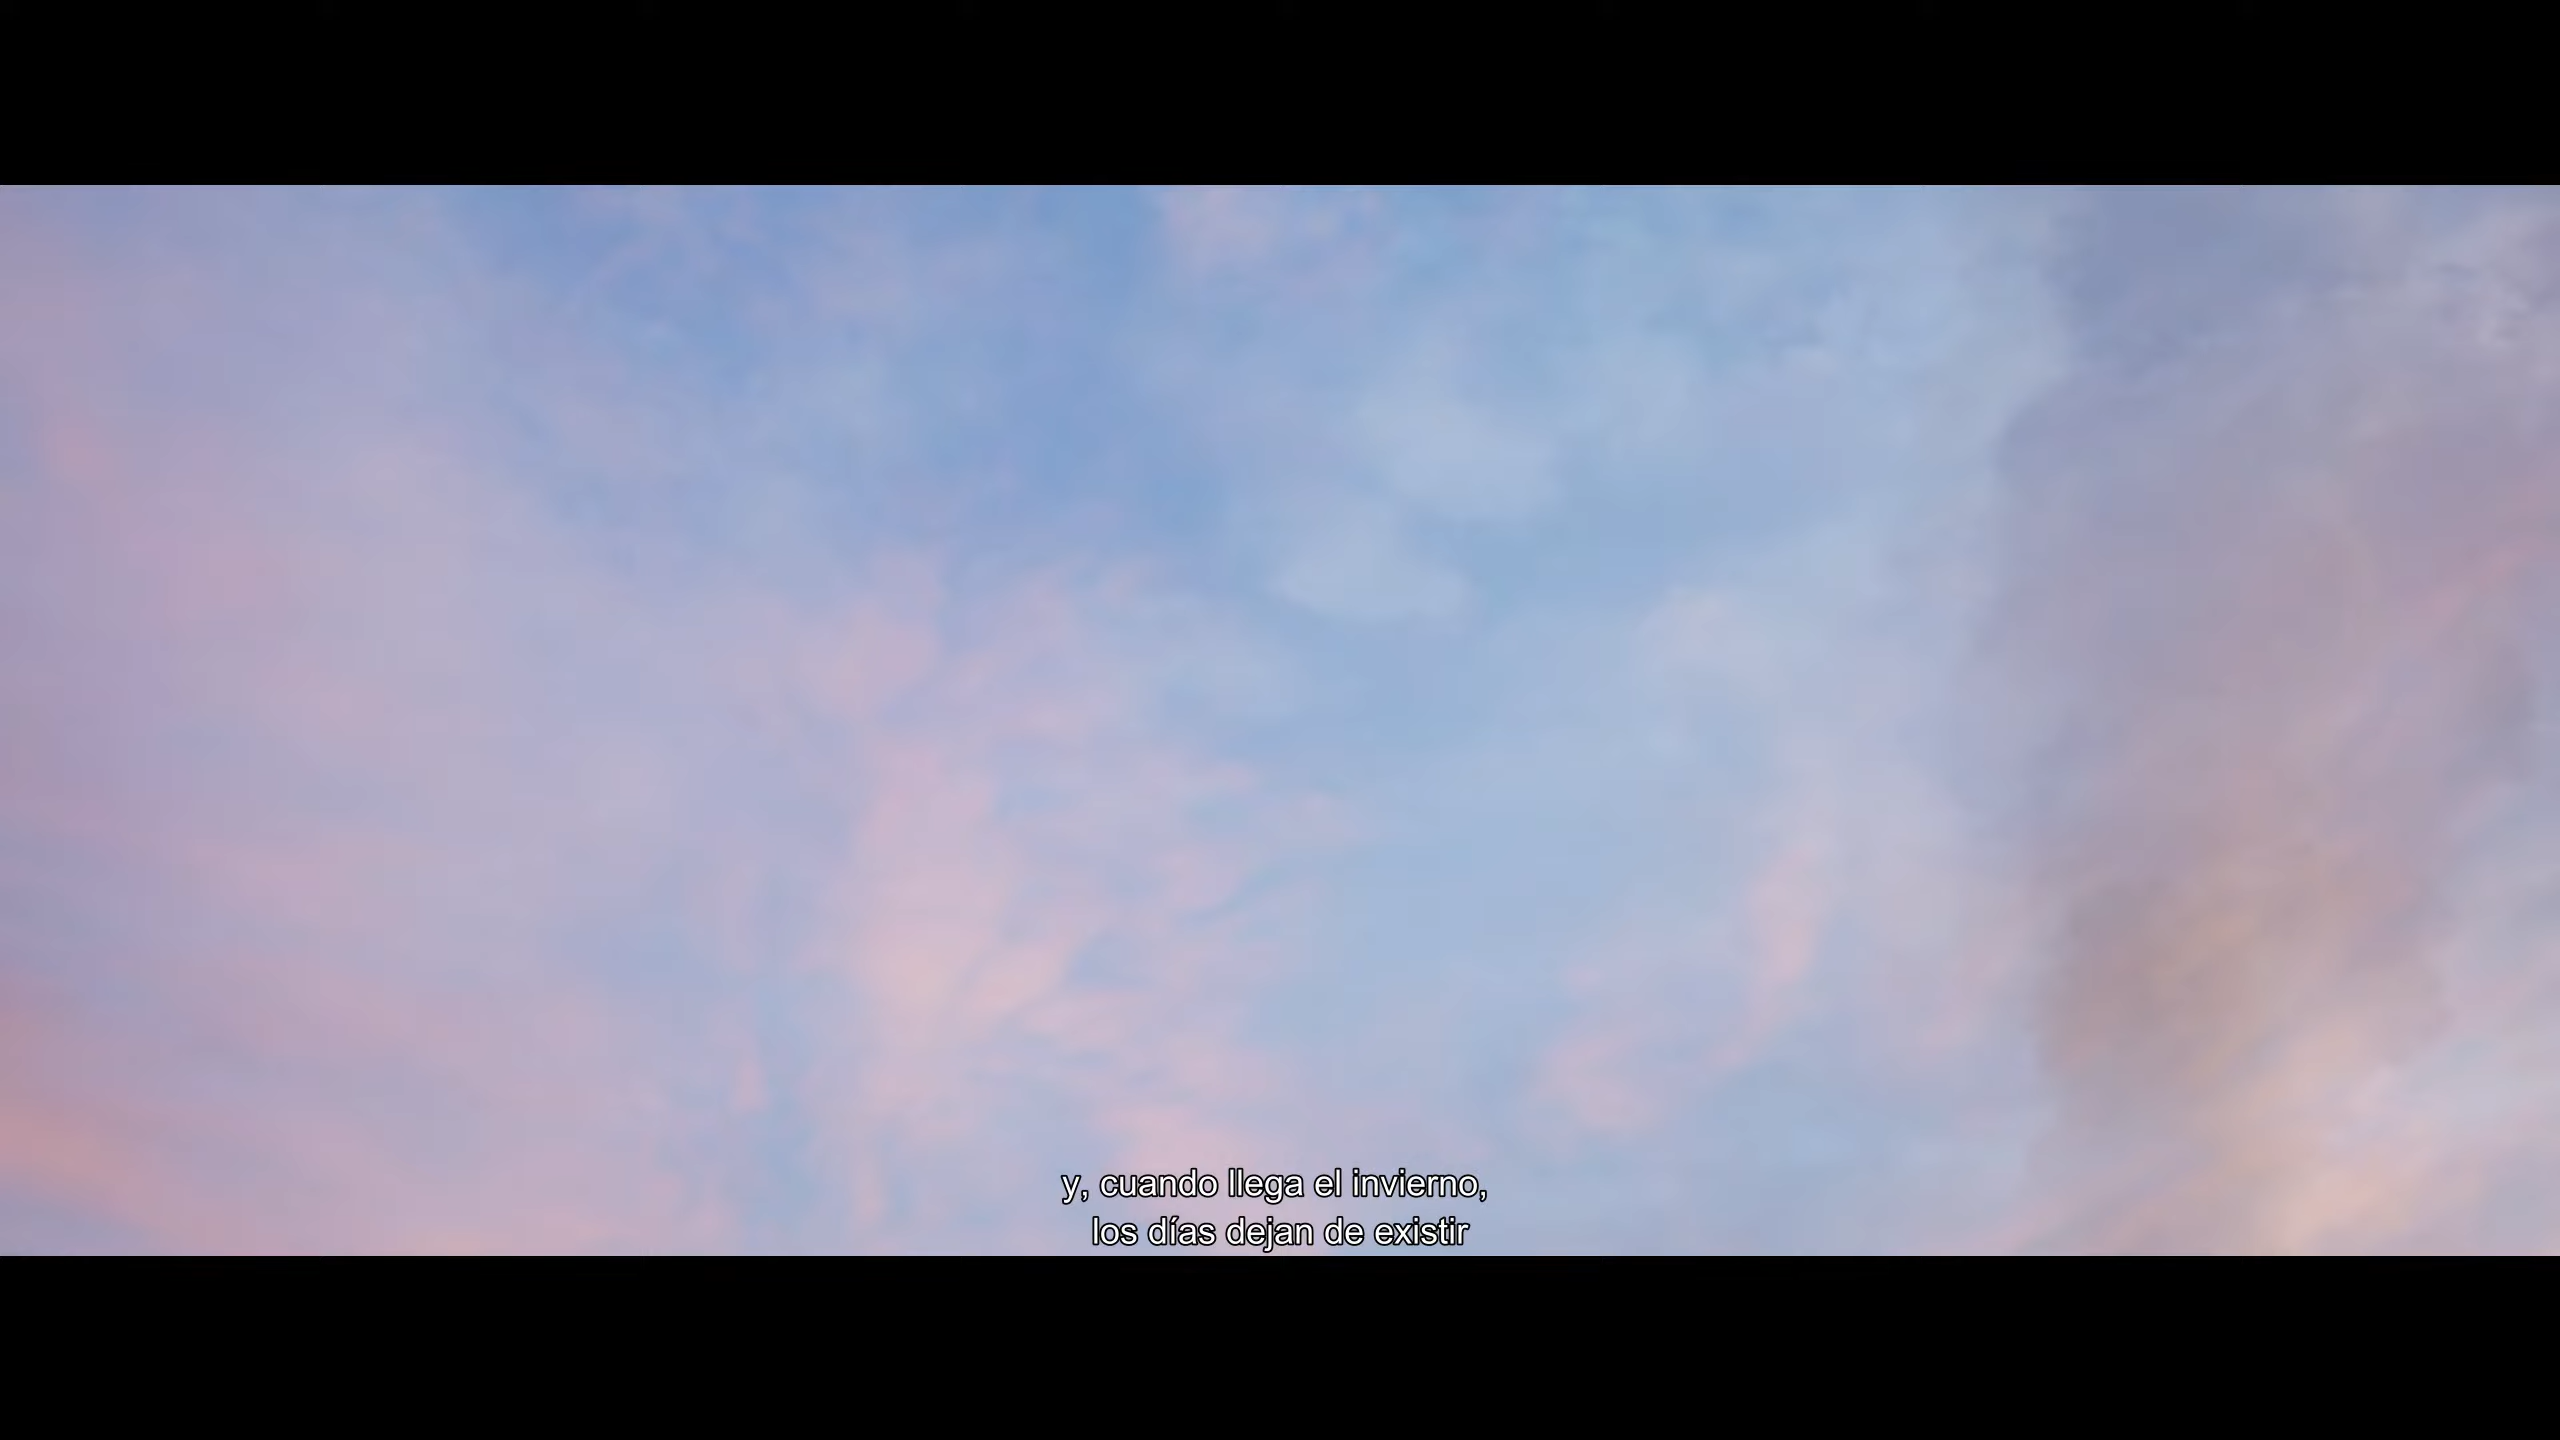 y, cuando llega el invierno,
los días dejan de existir